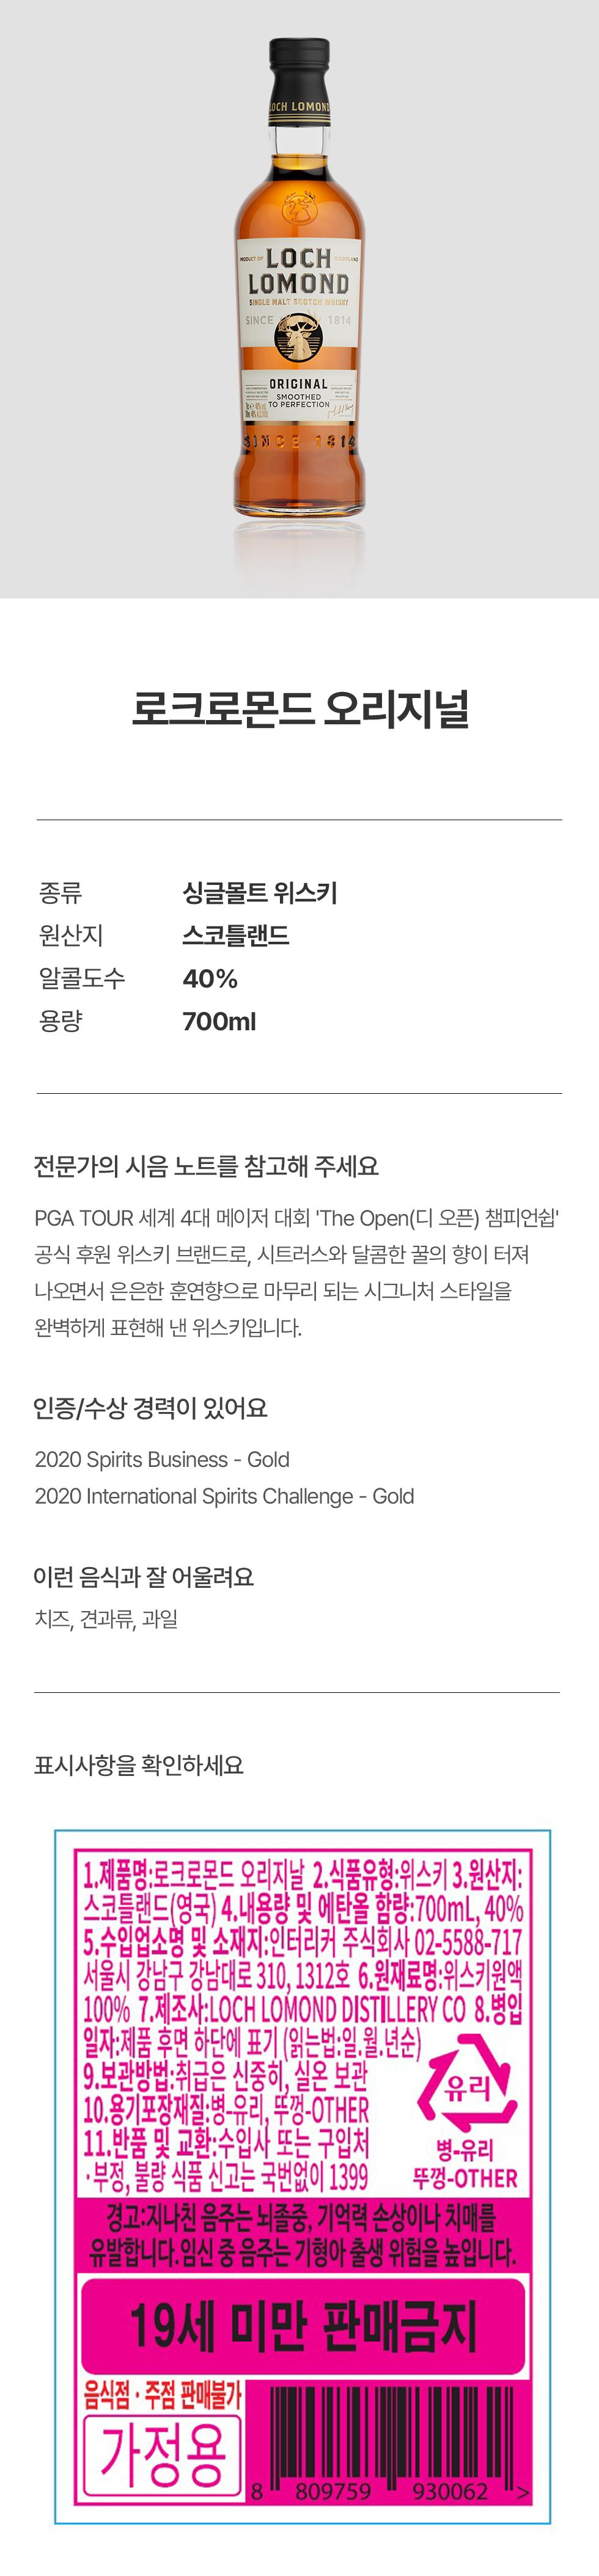 LOCH LOMOND
PRODUCT OF SCOTLAND
LOCH
LOMOND
SINGLE MALT SCOTCH WHISKY
SINCE 1814
ORIGINAL
SMOOTHED
TO PERFECTION
SINCE 1814
로크로몬드 오리지널
종류 싱글몰트 위스키
원산지 스코틀랜드
알콜도수 40%
용량 700ml
전문가의 시음 노트를 참고해 주세요
PGA TOUR 세계 4대 메이저 대회 'The Open(디 오픈) 챔피언쉽'
공식 후원 위스키 브랜드로, 시트러스와 달콤한 꿀의 향이 터져
나오면서 은은한 훈연향으로 마무리 되는 시그니처 스타일을
완벽하게 표현해 낸 위스키입니다.
인증/수상 경력이 있어요
2020 Spirits Business - Gold
2020 International Spirits Challenge - Gold
이런 음식과 잘 어울려요
치즈, 견과류, 과일
표시사항을 확인하세요
1.제품명:로크로몬드 오리지날 2.식품유형:위스키 3.원산지:
스코틀랜드(영국) 4.내용량 및 에탄올 함량:700mL, 40%
5.수입업소명 및 소재지:인터리커 주식회사 02-5588-717
서울시 강남구 강남대로 310, 1312호 6.원재료명:위스키원액
100% 7.제조사:LOCH LOMOND DISTILLERY CO 8.병입
일자:제품 후면 하단에 표기 (읽는법:일.월.년순)
9.보관방법:취급은 신중히, 실온 보관
10.용기포장재질:병-유리, 뚜껑-OTHER
11.반품 및 교환:수입사 또는 구입처
·부정, 불량 식품 신고는 국번없이 1399
유리
병-유리
뚜껑-OTHER
경고:지나친 음주는 뇌졸중, 기억력 손상이나 치매를
유발합니다.임신 중 음주는 기형아 출생 위험을 높입니다.
19세 미만 판매금지
음식점·주점 판매불가
가정용
8 809759 930062 >